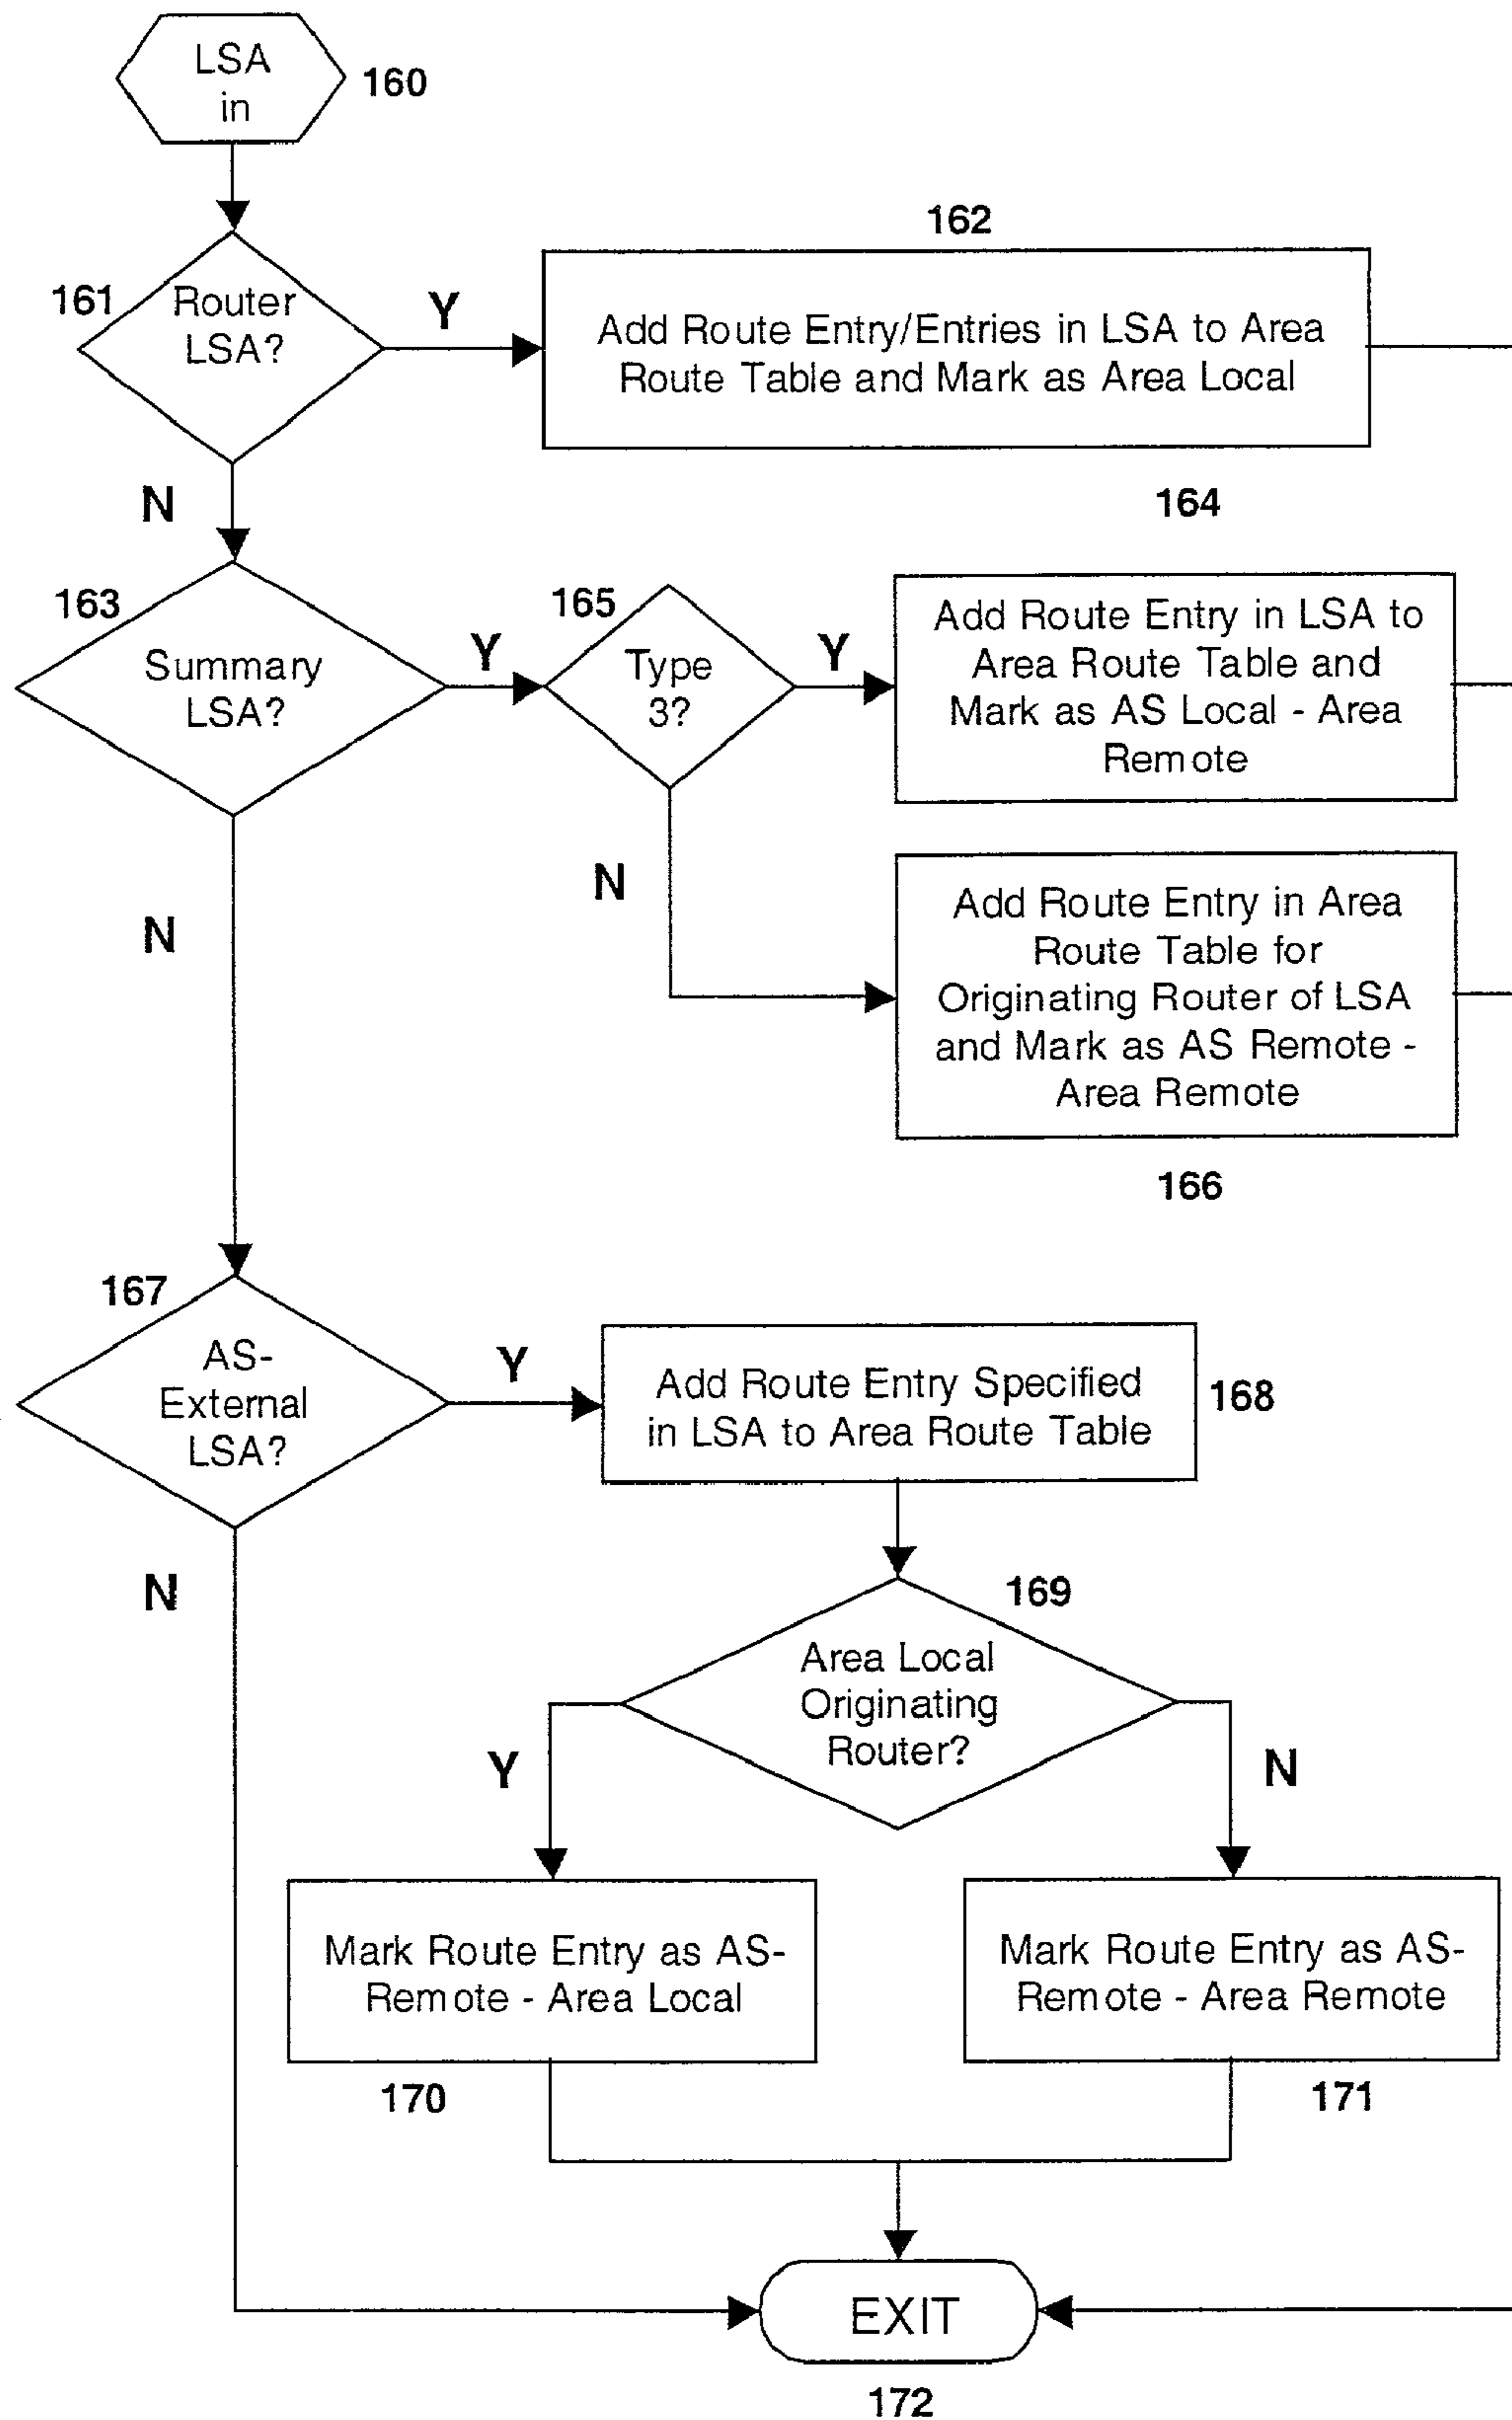 LSA
in
160
162
161
Router
LSA?
Y
Add Route Entry/Entries in LSA to Area
Route Table and Mark as Area Local
N
164
163
Summary
LSA?
Y
165
Type
3?
Y
Add Route Entry in LSA to
Area Route Table and
Mark as AS Local - Area
Remote
N
N
Add Route Entry in Area
Route Table for
Originating Router of LSA
and Mark as AS Remote -
Area Remote
166
167
AS-
External
LSA?
Y
Add Route Entry Specified
in LSA to Area Route Table
168
N
169
Area Local
Originating
Router?
Y
N
Mark Route Entry as AS-
Remote - Area Local
Mark Route Entry as AS-
Remote - Area Remote
170
171
EXIT
172